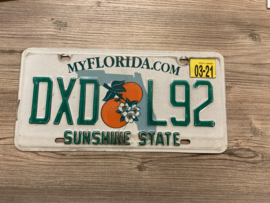 MYFLORIDA.COM
03-21
DXD L92
SUNSHINE STATE